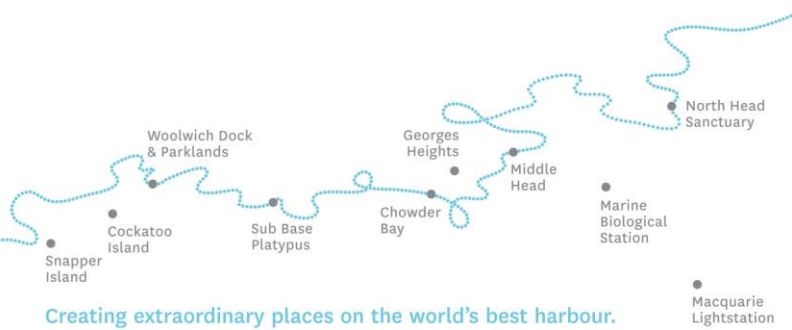 North Head
Sanctuary
Woolwich Dock
& Parklands
Georges
Heights
Middle
Head
Marine
Biological
Station
Chowder
Bay
Sub Base
Platypus
Cockatoo
Island
Snapper
Island
Macquarie
Lightstation
Creating extraordinary places on the world's best harbour.